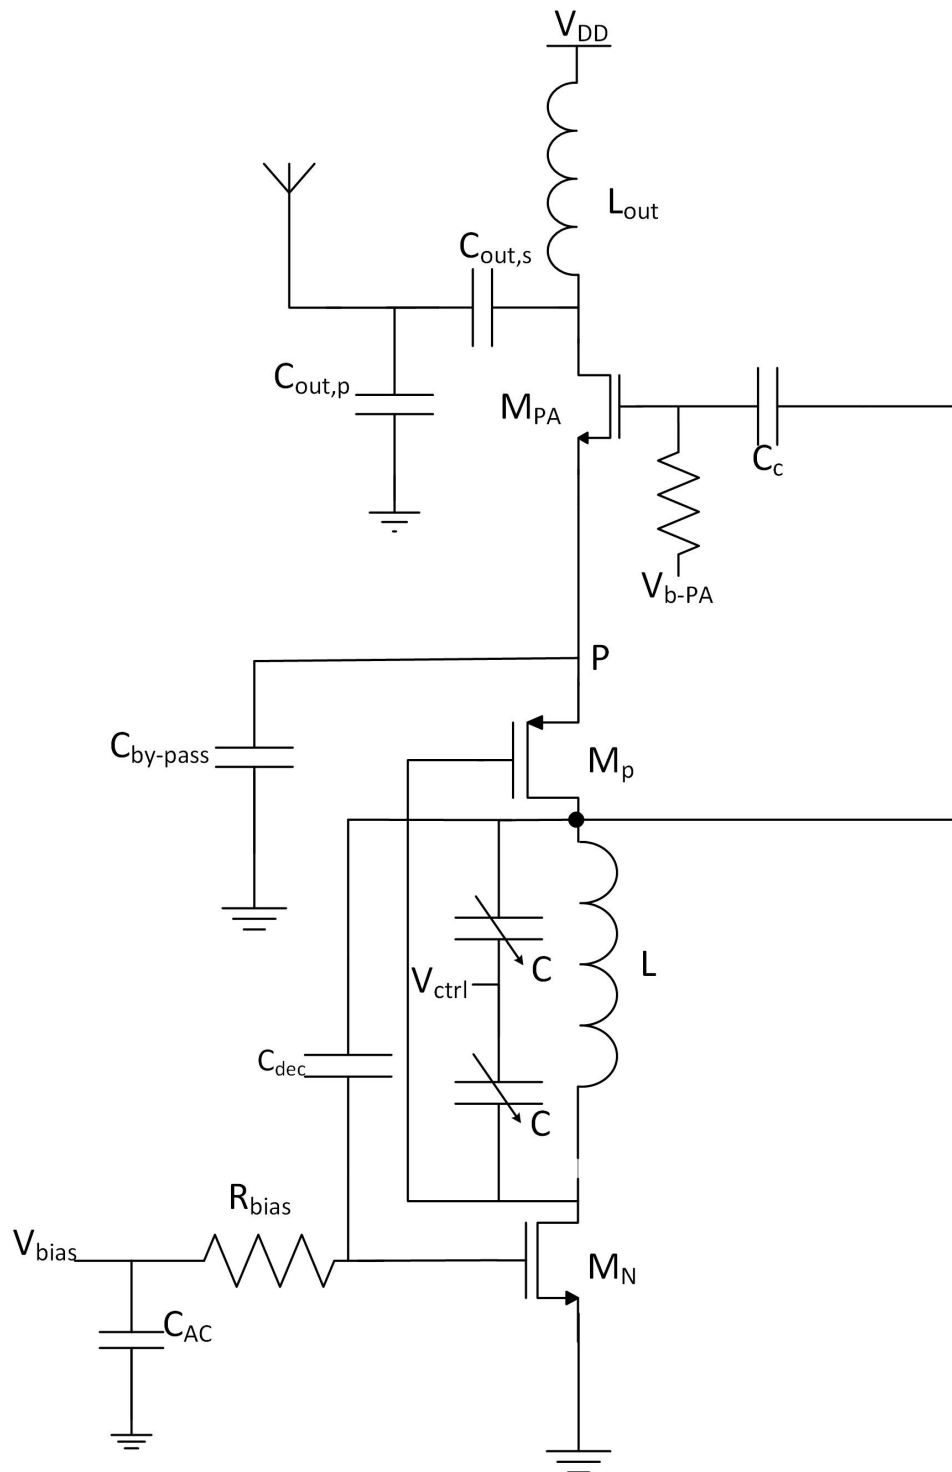 VDD
Lout
Cout,s
Cout,p
MPA
Cc
Vb-PA
P
Cby-pass
Mp
C
L
Vctrl
Cdec
C
Rbias
Vbias
MN
CAC